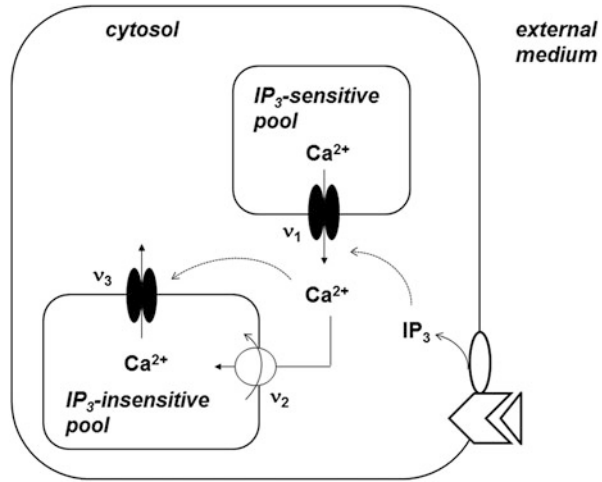 cytosol
external
medium
IP₃-sensitive
pool
Ca²⁺
ν₁
ν₃
Ca²⁺
IP₃
Ca²⁺
ν₂
IP₃-insensitive
pool